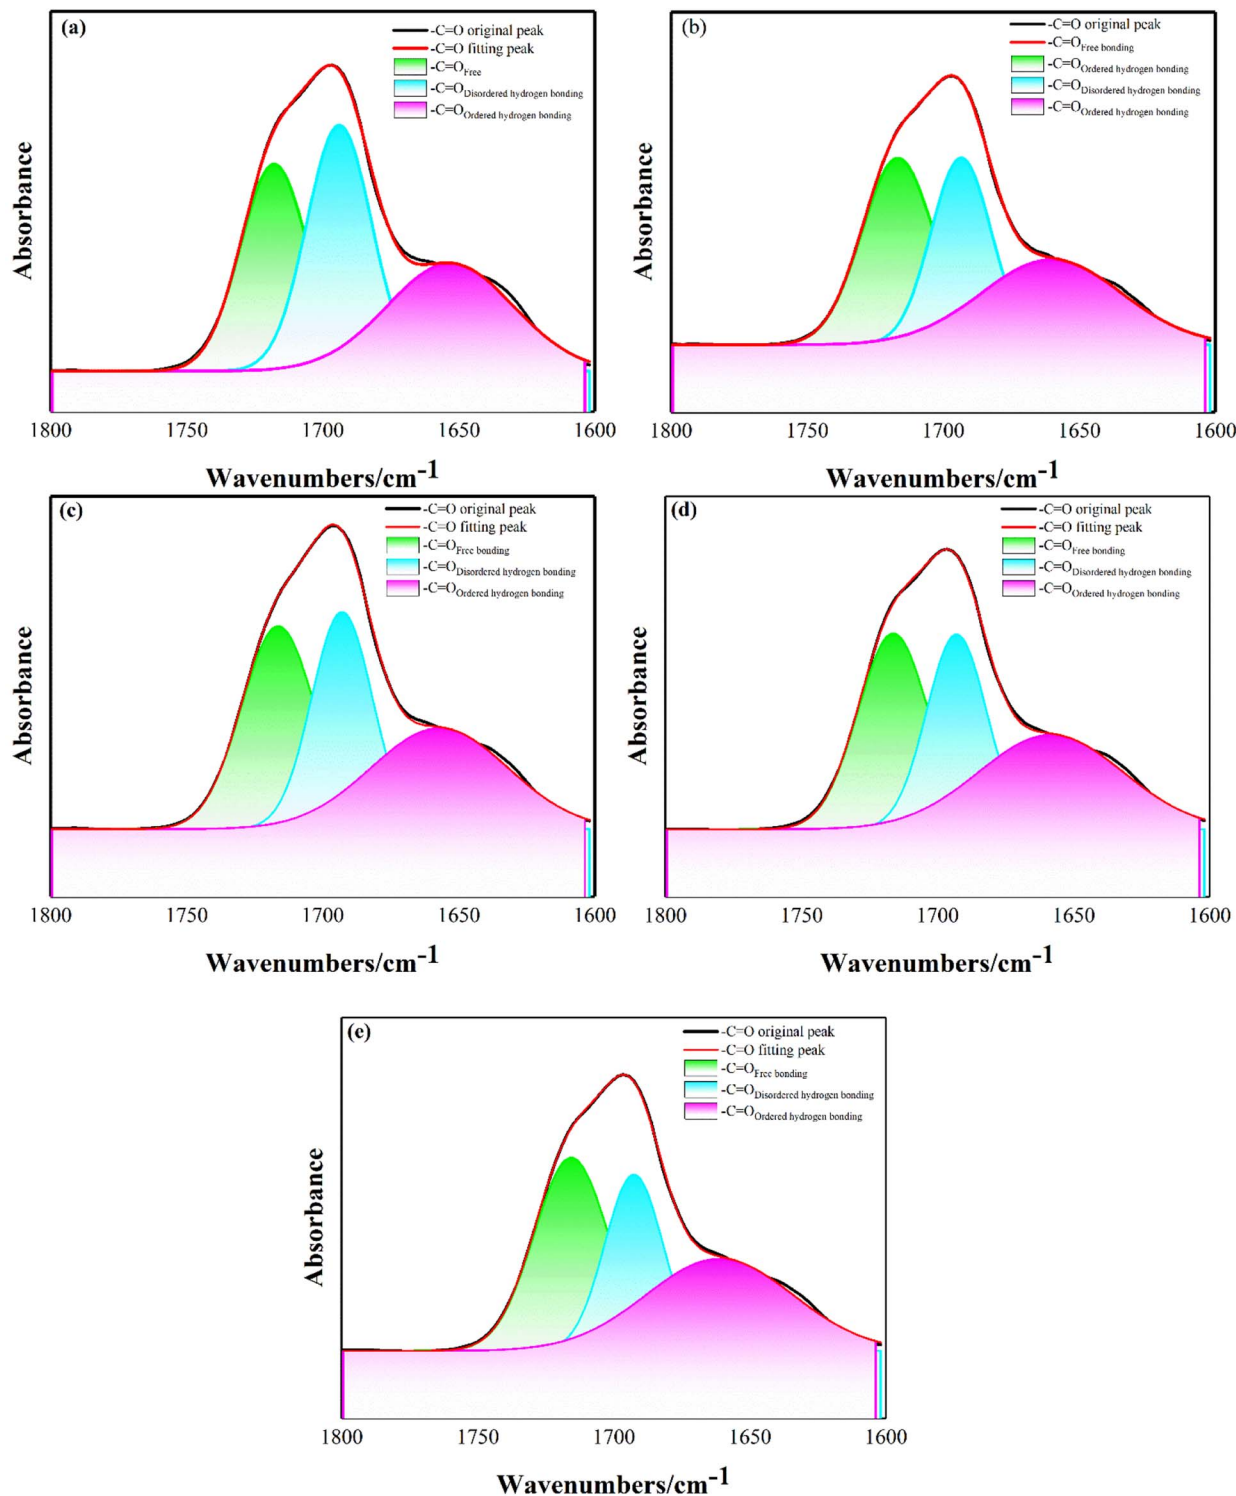 (a)
-C=O original peak
-C=O fitting peak
-C=OFree
-C=ODisordered hydrogen bonding
-C=OOrdered hydrogen bonding
Absorbance
1800 1750 1700 1650 1600
Wavenumbers/cm-1
(b)
-C=O original peak
-C=OFree bonding
-C=OOrdered hydrogen bonding
-C=ODisordered hydrogen bonding
-C=OOrdered hydrogen bonding
Absorbance
1800 1750 1700 1650 1600
Wavenumbers/cm-1
(c)
-C=O original peak
-C=O fitting peak
-C=OFree bonding
-C=ODisordered hydrogen bonding
-C=OOrdered hydrogen bonding
Absorbance
1800 1750 1700 1650 1600
Wavenumbers/cm-1
(d)
-C=O original peak
-C=O fitting peak
-C=OFree bonding
-C=ODisordered hydrogen bonding
-C=OOrdered hydrogen bonding
Absorbance
1800 1750 1700 1650 1600
Wavenumbers/cm-1
(e)
-C=O original peak
-C=O fitting peak
-C=OFree bonding
-C=ODisordered hydrogen bonding
-C=OOrdered hydrogen bonding
Absorbance
1800 1750 1700 1650 1600
Wavenumbers/cm-1